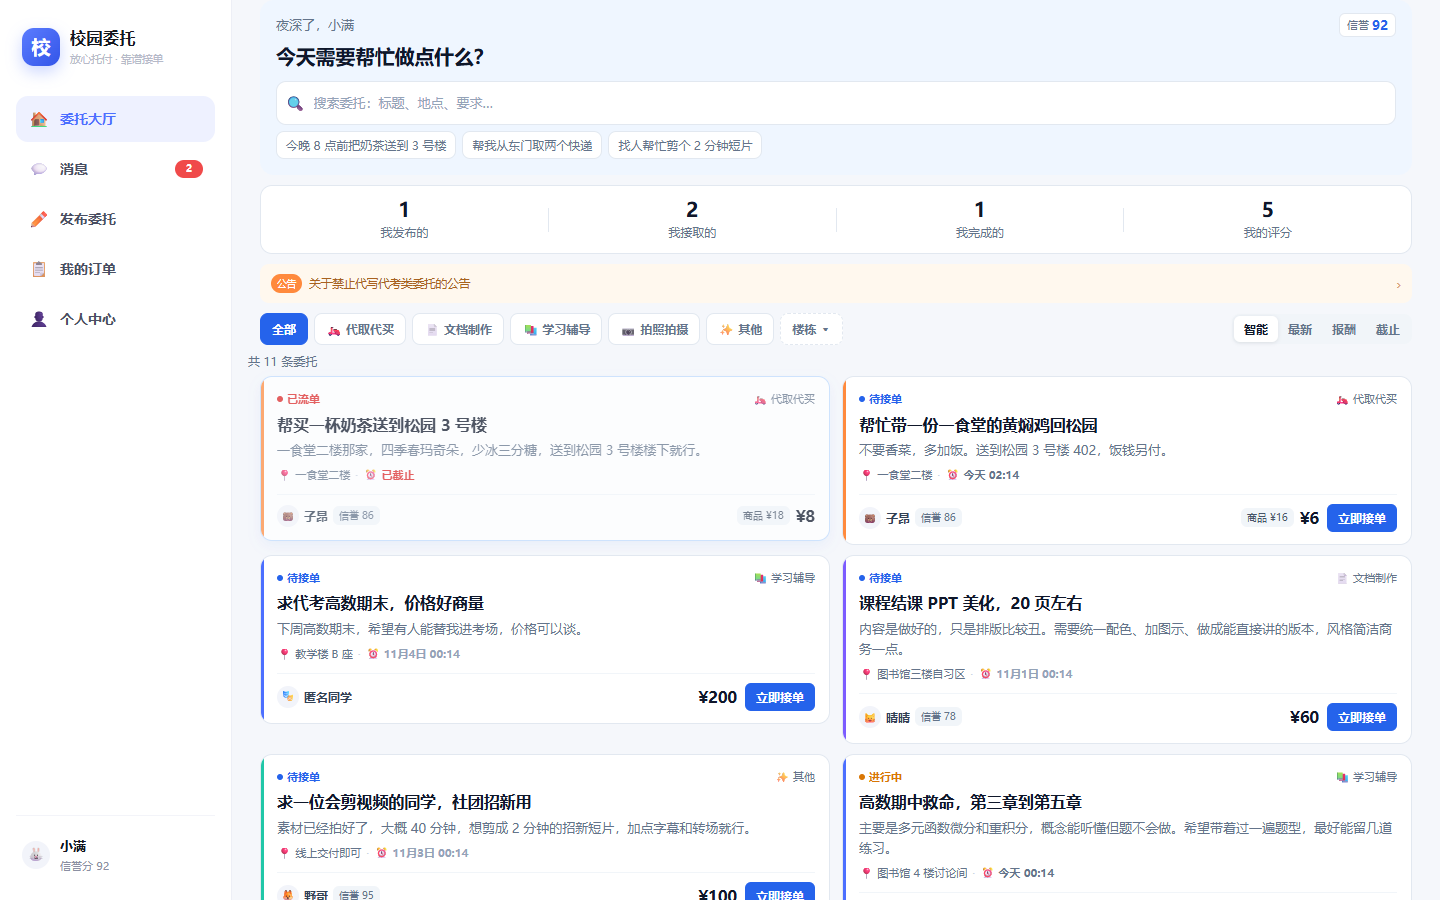 校
校园委托
放心托付 · 靠谱接单
委托大厅
消息
2
发布委托
我的订单
个人中心
小满
信誉分 92
夜深了，小满
信誉 92
今天需要帮忙做点什么？
搜索委托：标题、地点、要求...
今晚 8 点前把奶茶送到 3 号楼
帮我从东门取两个快递
找人帮忙剪个 2 分钟短片
1
我发布的
2
我接取的
1
我完成的
5
我的评分
公告
关于禁止代写代考类委托的公告
›
全部
代取代买
文档制作
学习辅导
拍照拍摄
其他
楼栋
智能
最新
报酬
截止
共 11 条委托
已流单
代取代买
帮买一杯奶茶送到松园 3 号楼
一食堂二楼那家，四季春玛奇朵，少冰三分糖，送到松园 3 号楼楼下就行。
一食堂二楼 · 已截止
子昂 信誉 86
商品 ¥18 ¥8
待接单
代取代买
帮忙带一份一食堂的黄焖鸡回松园
不要香菜，多加饭。送到松园 3 号楼 402，饭钱另付。
一食堂二楼 · 今天 02:14
子昂 信誉 86
商品 ¥16 ¥6 立即接单
待接单
学习辅导
求代考高数期末，价格好商量
下周高数期末，希望有人能替我进考场，价格可以谈。
教学楼 B 座 · 11月4日 00:14
匿名同学
¥200 立即接单
待接单
文档制作
课程结课 PPT 美化，20 页左右
内容是做好的，只是排版比较丑。需要统一配色、加图示、做成能直接讲的版本，风格简洁商
务一点。
图书馆三楼自习区 · 11月1日 00:14
晴晴 信誉 78
¥60 立即接单
待接单
其他
求一位会剪视频的同学，社团招新用
素材已经拍好了，大概 40 分钟，想剪成 2 分钟的招新短片，加点字幕和转场就行。
线上交付即可 · 11月3日 00:14
野哥 信誉 95
¥100 立即接单
进行中
学习辅导
高数期中救命，第三章到第五章
主要是多元函数微分和重积分，概念能听懂但题不会做。希望带着过一遍题型，最好能留几道
练习。
图书馆 4 楼讨论间 · 今天 00:14